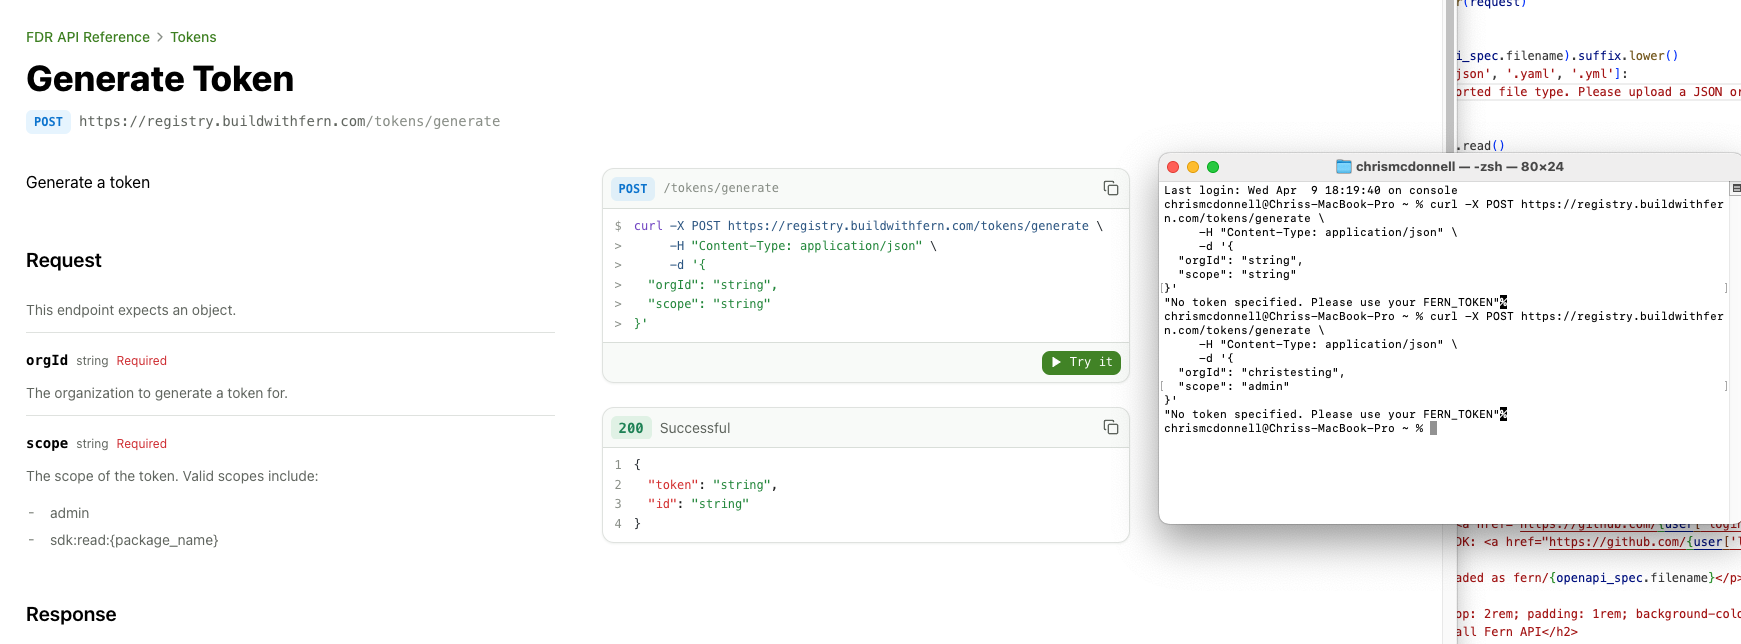 FDR API Reference > Tokens
Generate Token
POST https://registry.buildwithfern.com/tokens/generate
Generate a token
Request
This endpoint expects an object.
orgId string Required
The organization to generate a token for.
scope string Required
The scope of the token. Valid scopes include:
- admin
- sdk:read:{package_name}
Response
POST /tokens/generate
$ curl -X POST https://registry.buildwithfern.com/tokens/generate \
> -H "Content-Type: application/json" \
> -d '{
> "orgId": "string",
> "scope": "string"
> }'
Try it
200 Successful
1 {
2 "token": "string",
3 "id": "string"
4 }
r(request)
i_spec.filename).suffix.lower()
json', '.yaml', '.yml']:
orted file type. Please upload a JSON or
.read()
chrismcdonnell — -zsh — 80×24
Last login: Wed Apr  9 18:19:40 on console
chrismcdonnell@Chriss-MacBook-Pro ~ % curl -X POST https://registry.buildwithfer
n.com/tokens/generate \
-H "Content-Type: application/json" \
-d '{
"orgId": "string",
"scope": "string"
}'
"No token specified. Please use your FERN_TOKEN"%
chrismcdonnell@Chriss-MacBook-Pro ~ % curl -X POST https://registry.buildwithfer
n.com/tokens/generate \
-H "Content-Type: application/json" \
-d '{
"orgId": "christesting",
"scope": "admin"
}'
"No token specified. Please use your FERN_TOKEN"%
chrismcdonnell@Chriss-MacBook-Pro ~ %
<a href="https://github.com/{user['login
DK: <a href="https://github.com/{user['l
aded as fern/{openapi_spec.filename}</p>
op: 2rem; padding: 1rem; background-colo
all Fern API</h2>